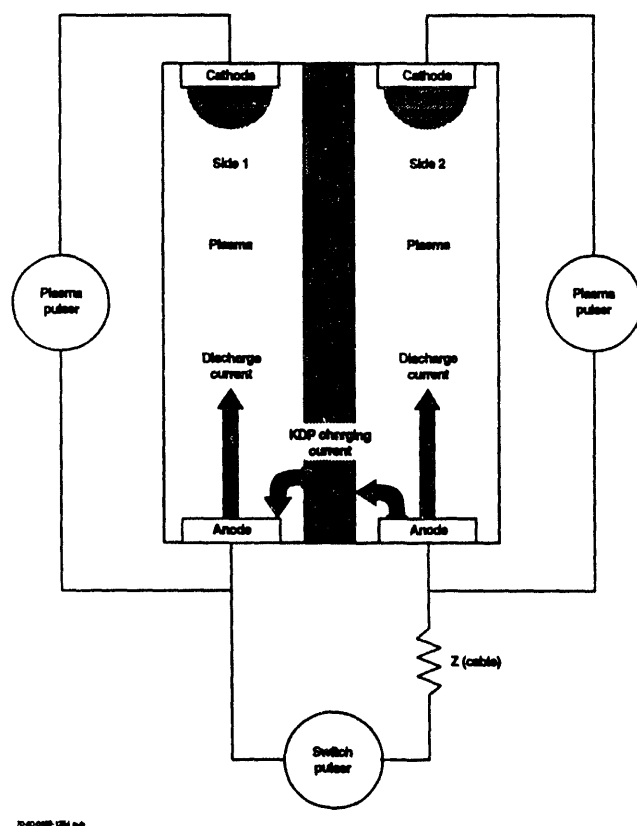 Cathode
Cathode
Side 1
Side 2
Plasma
Plasma
Plasma
pulser
Plasma
pulser
Discharge
current
Discharge
current
KDP charging
current
Anode
Anode
Z (cable)
Switch
pulser